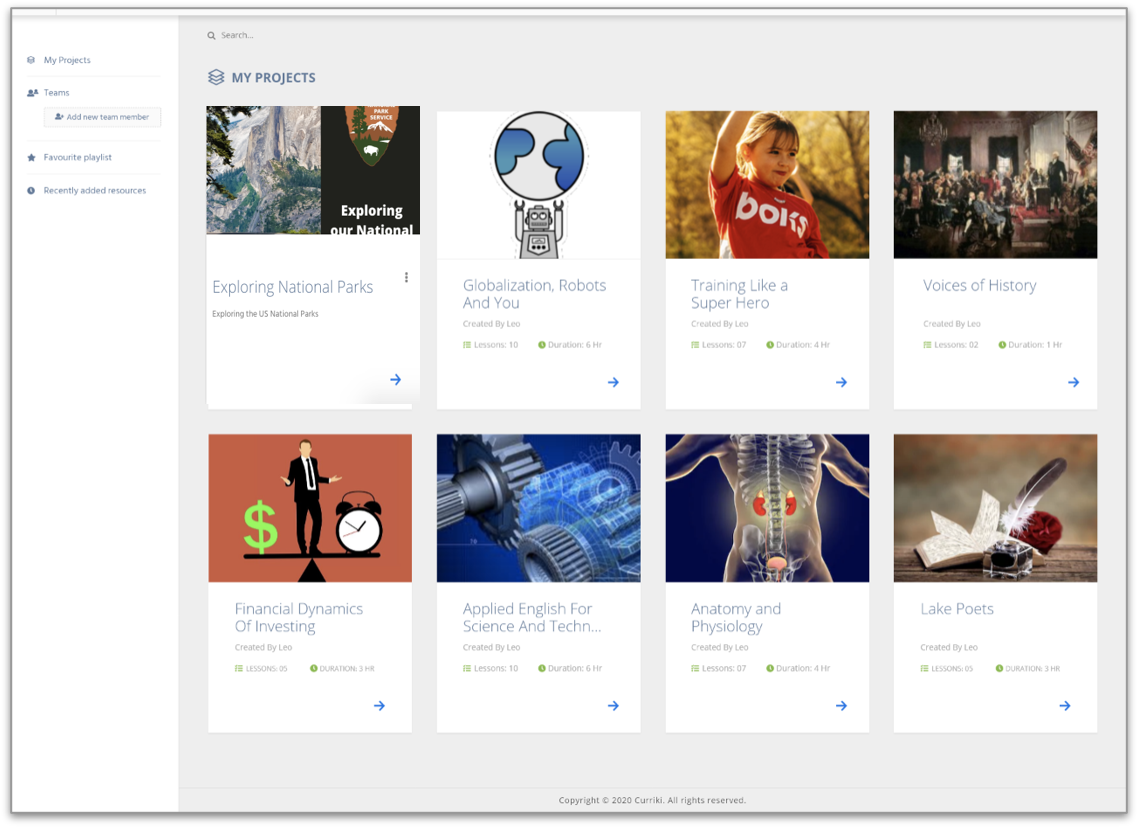 Search...
My Projects
Teams
Add new team member
Favourite playlist
Recently added resources
MY PROJECTS
PARK
SERVICE
Exploring
our National
Exploring National Parks
Exploring the US National Parks
Globalization, Robots
And You
Created By Leo
Lessons: 10 Duration: 6 Hr
boks
Training Like a
Super Hero
Created By Leo
Lessons: 07 Duration: 4 Hr
Voices of History
Created By Leo
Lessons: 02 Duration: 1 Hr
$
Financial Dynamics
Of Investing
Created By Leo
LESSONS: 05 DURATION: 3 HR
Applied English For
Science And Techn...
Created By Leo
Lessons: 10 Duration: 6 Hr
Anatomy and
Physiology
Created By Leo
Lessons: 07 Duration: 4 Hr
Lake Poets
Created By Leo
LESSONS: 05 DURATION: 3 HR
Copyright © 2020 Curriki. All rights reserved.